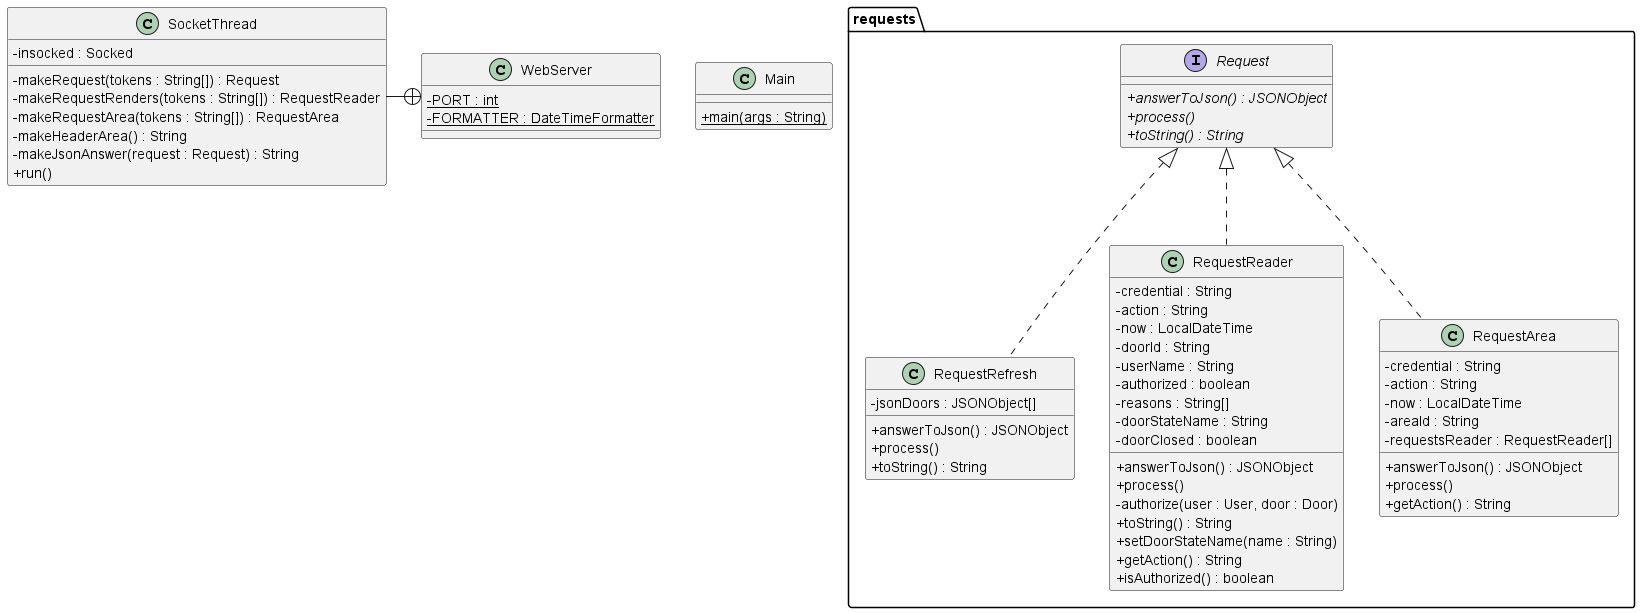 C SocketThread
-insocked : Socked
-makeRequest(tokens : String[]) : Request
-makeRequestRenders(tokens : String[]) : RequestReader
-makeRequestArea(tokens : String[]) : RequestArea
-makeHeaderArea() : String
-makeJsonAnswer(request : Request) : String
+run()
C WebServer
-PORT : int
-FORMATTER : DateTimeFormatter
C Main
+main(args : String)
requests
I Request
+answerToJson() : JSONObject
+process()
+toString() : String
C RequestRefresh
-jsonDoors : JSONObject[]
+answerToJson() : JSONObject
+process()
+toString() : String
C RequestReader
-credential : String
-action : String
-now : LocalDateTime
-doorId : String
-userName : String
-authorized : boolean
-reasons : String[]
-doorStateName : String
-doorClosed : boolean
+answerToJson() : JSONObject
+process()
-authorize(user : User, door : Door)
+toString() : String
+setDoorStateName(name : String)
+getAction() : String
+isAuthorized() : boolean
C RequestArea
-credential : String
-action : String
-now : LocalDateTime
-areaId : String
-requestsReader : RequestReader[]
+answerToJson() : JSONObject
+process()
+getAction() : String